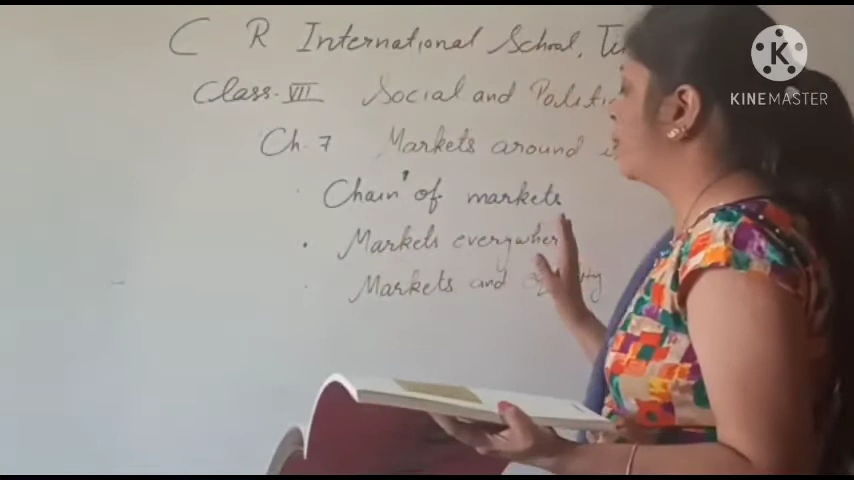 C R International School,
Class-VII Social and
Ch. 7 Markets around
Chain of markets
Markets
Markets and
KINEMASTER